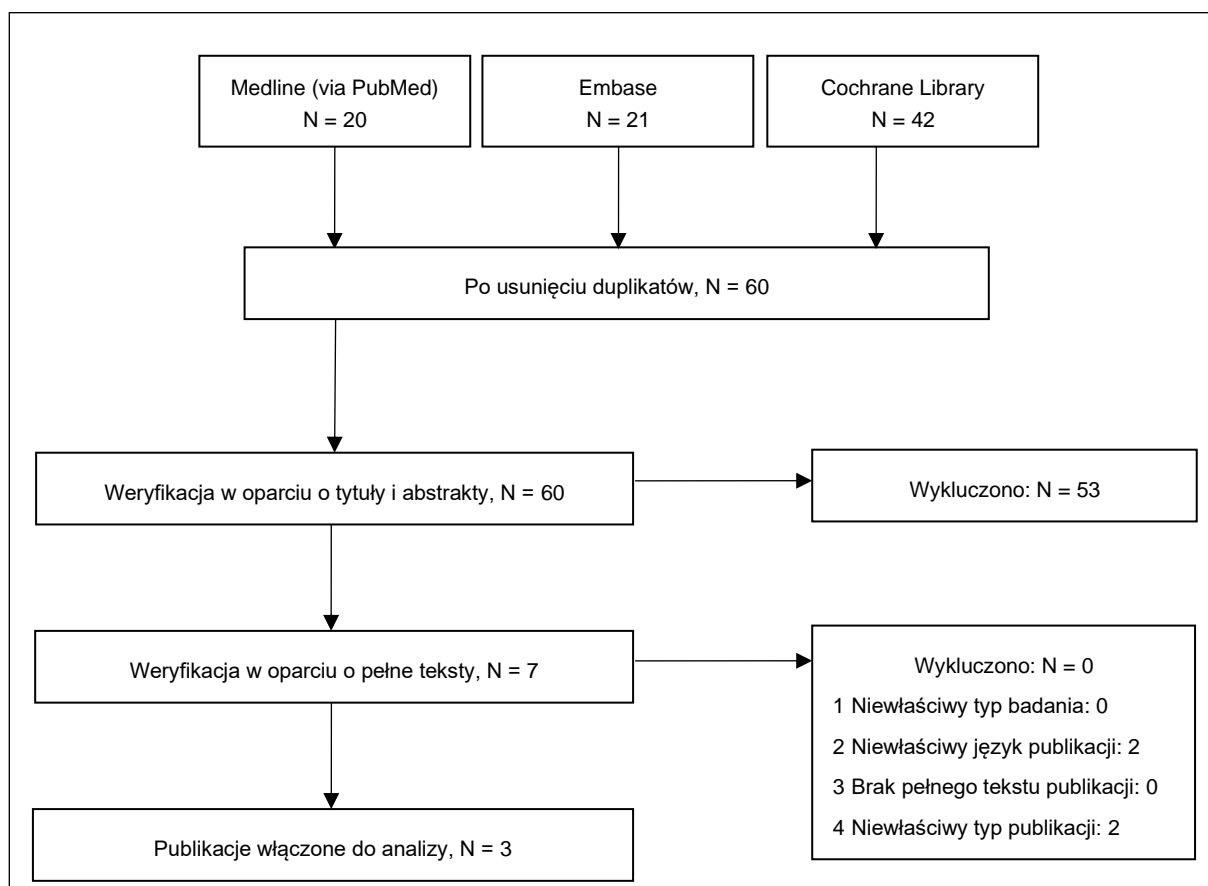 Medline (via PubMed)
N = 20
Embase
N = 21
Cochrane Library
N = 42
Po usunięciu duplikatów, N = 60
Weryfikacja w oparciu o tytuły i abstrakty, N = 60
Wykluczono: N = 53
Weryfikacja w oparciu o pełne teksty, N = 7
Wykluczono: N = 0
1 Niewłaściwy typ badania: 0
2 Niewłaściwy język publikacji: 2
3 Brak pełnego tekstu publikacji: 0
4 Niewłaściwy typ publikacji: 2
Publikacje włączone do analizy, N = 3